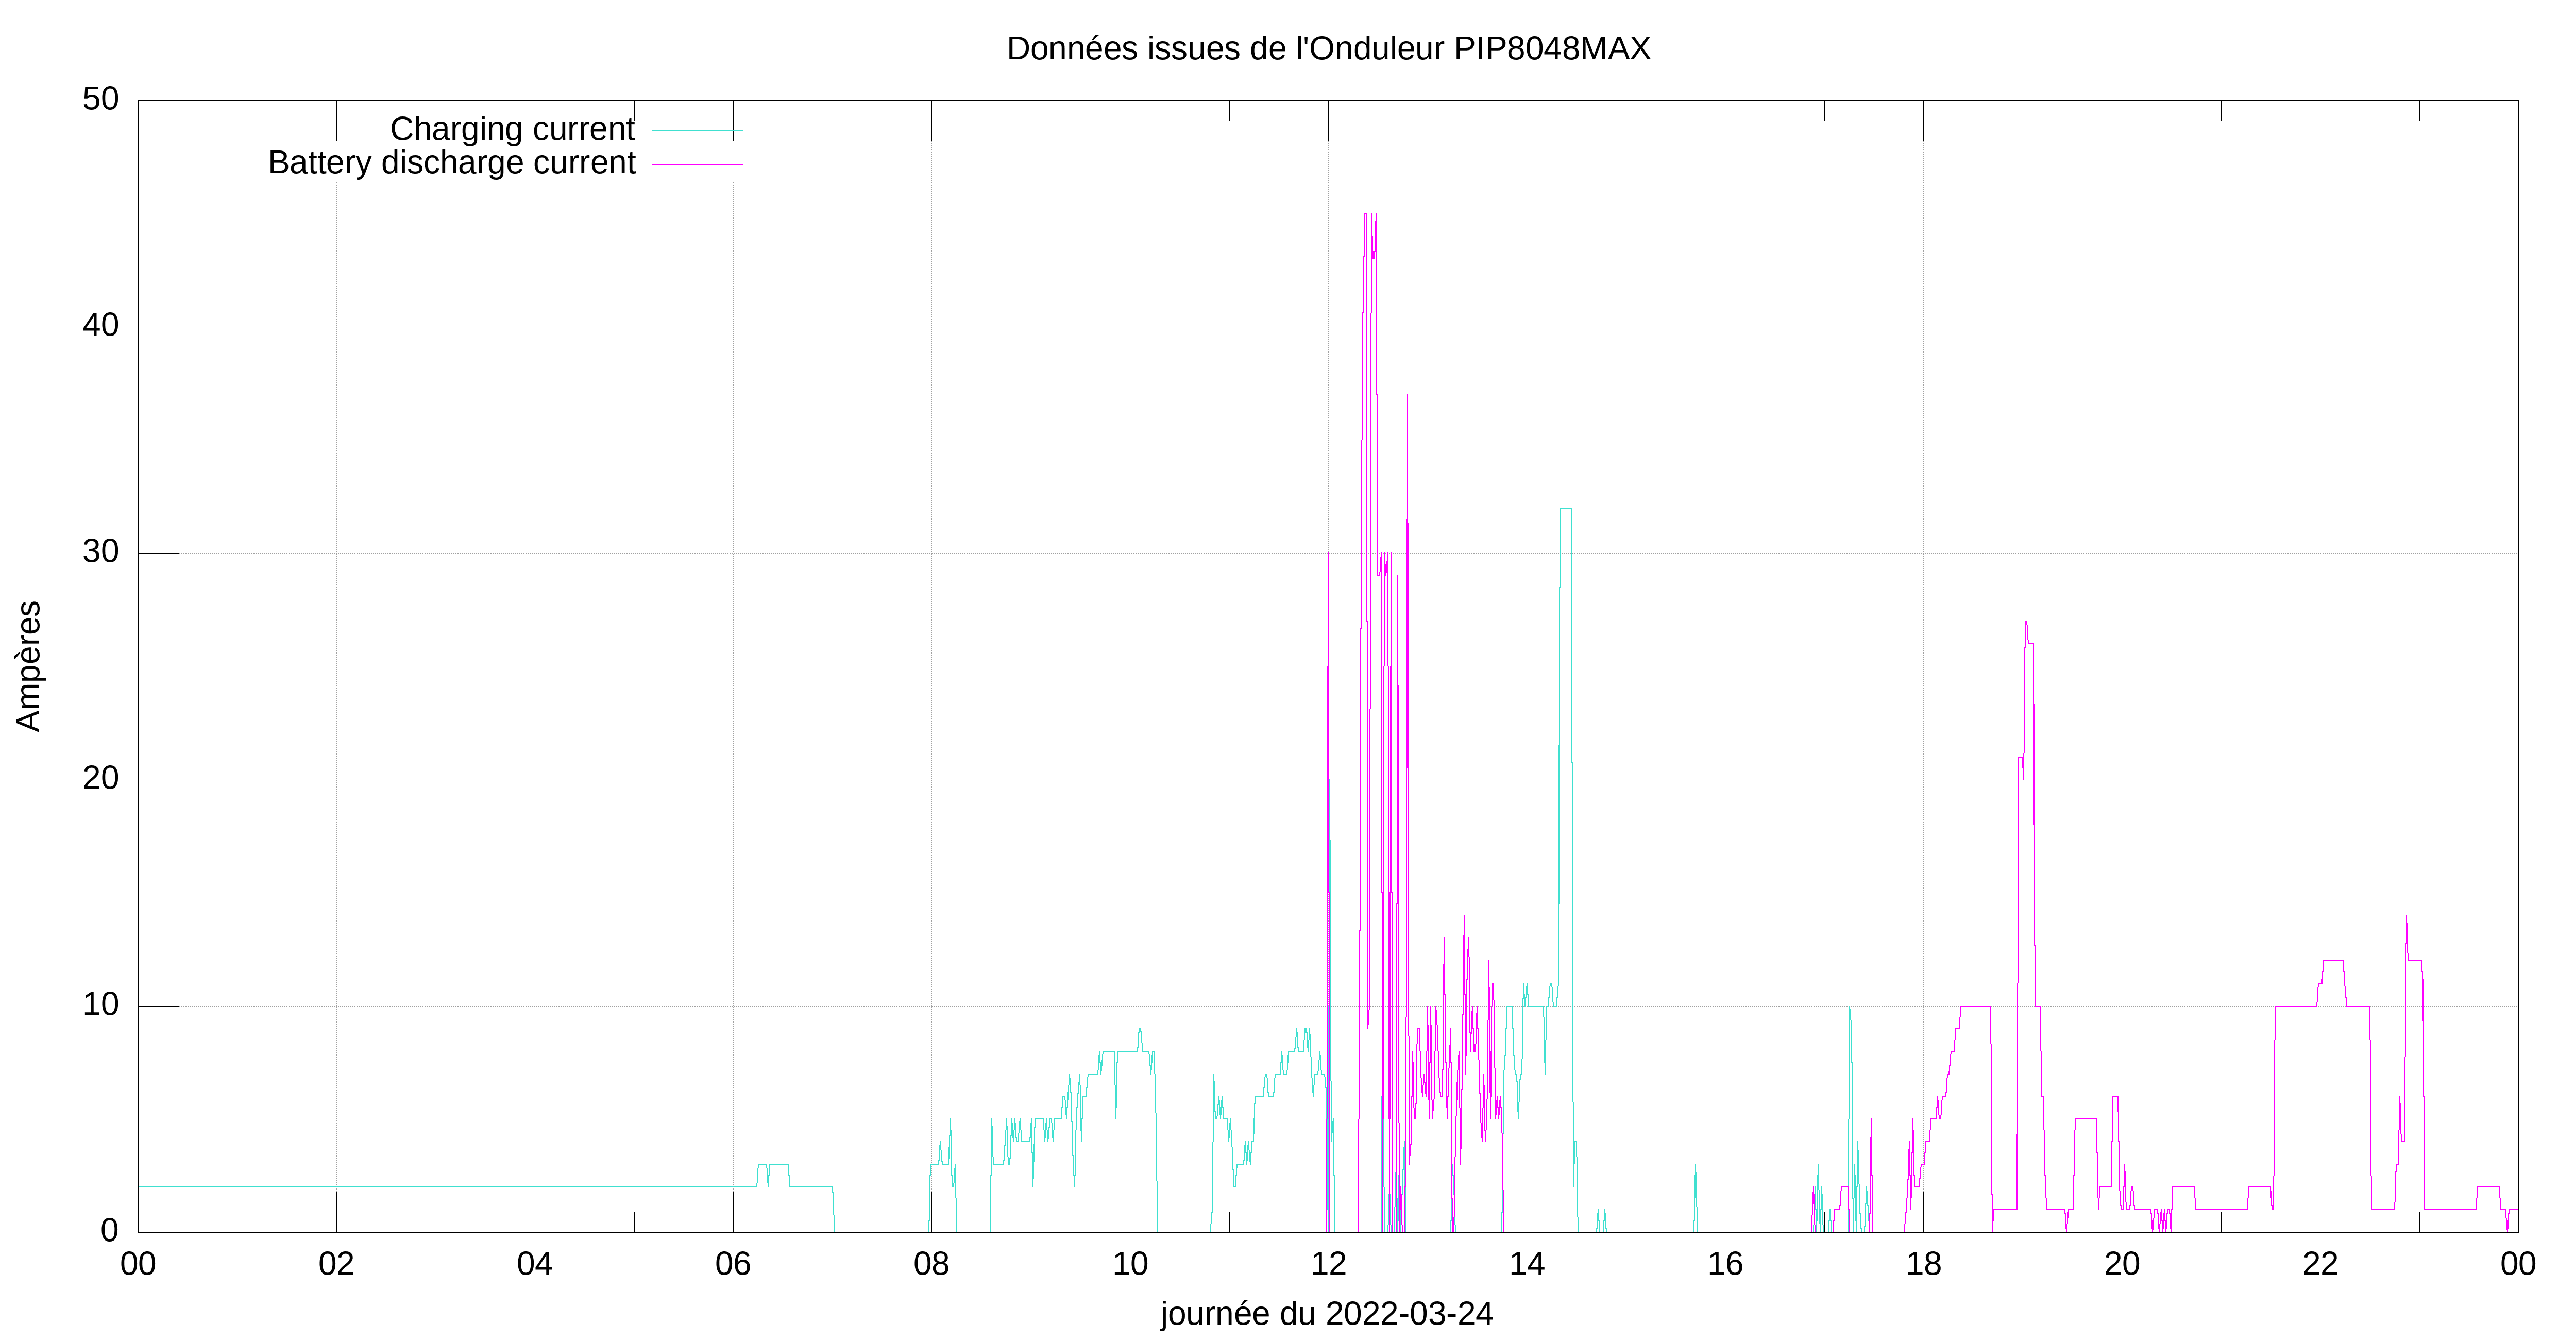 Données issues de l'Onduleur PIP8048MAX
50
Charging current
Battery discharge current
40
30
Ampères
20
10
0
00 02 04 06 08 10 12 14 16 18 20 22 00
journée du 2022-03-24